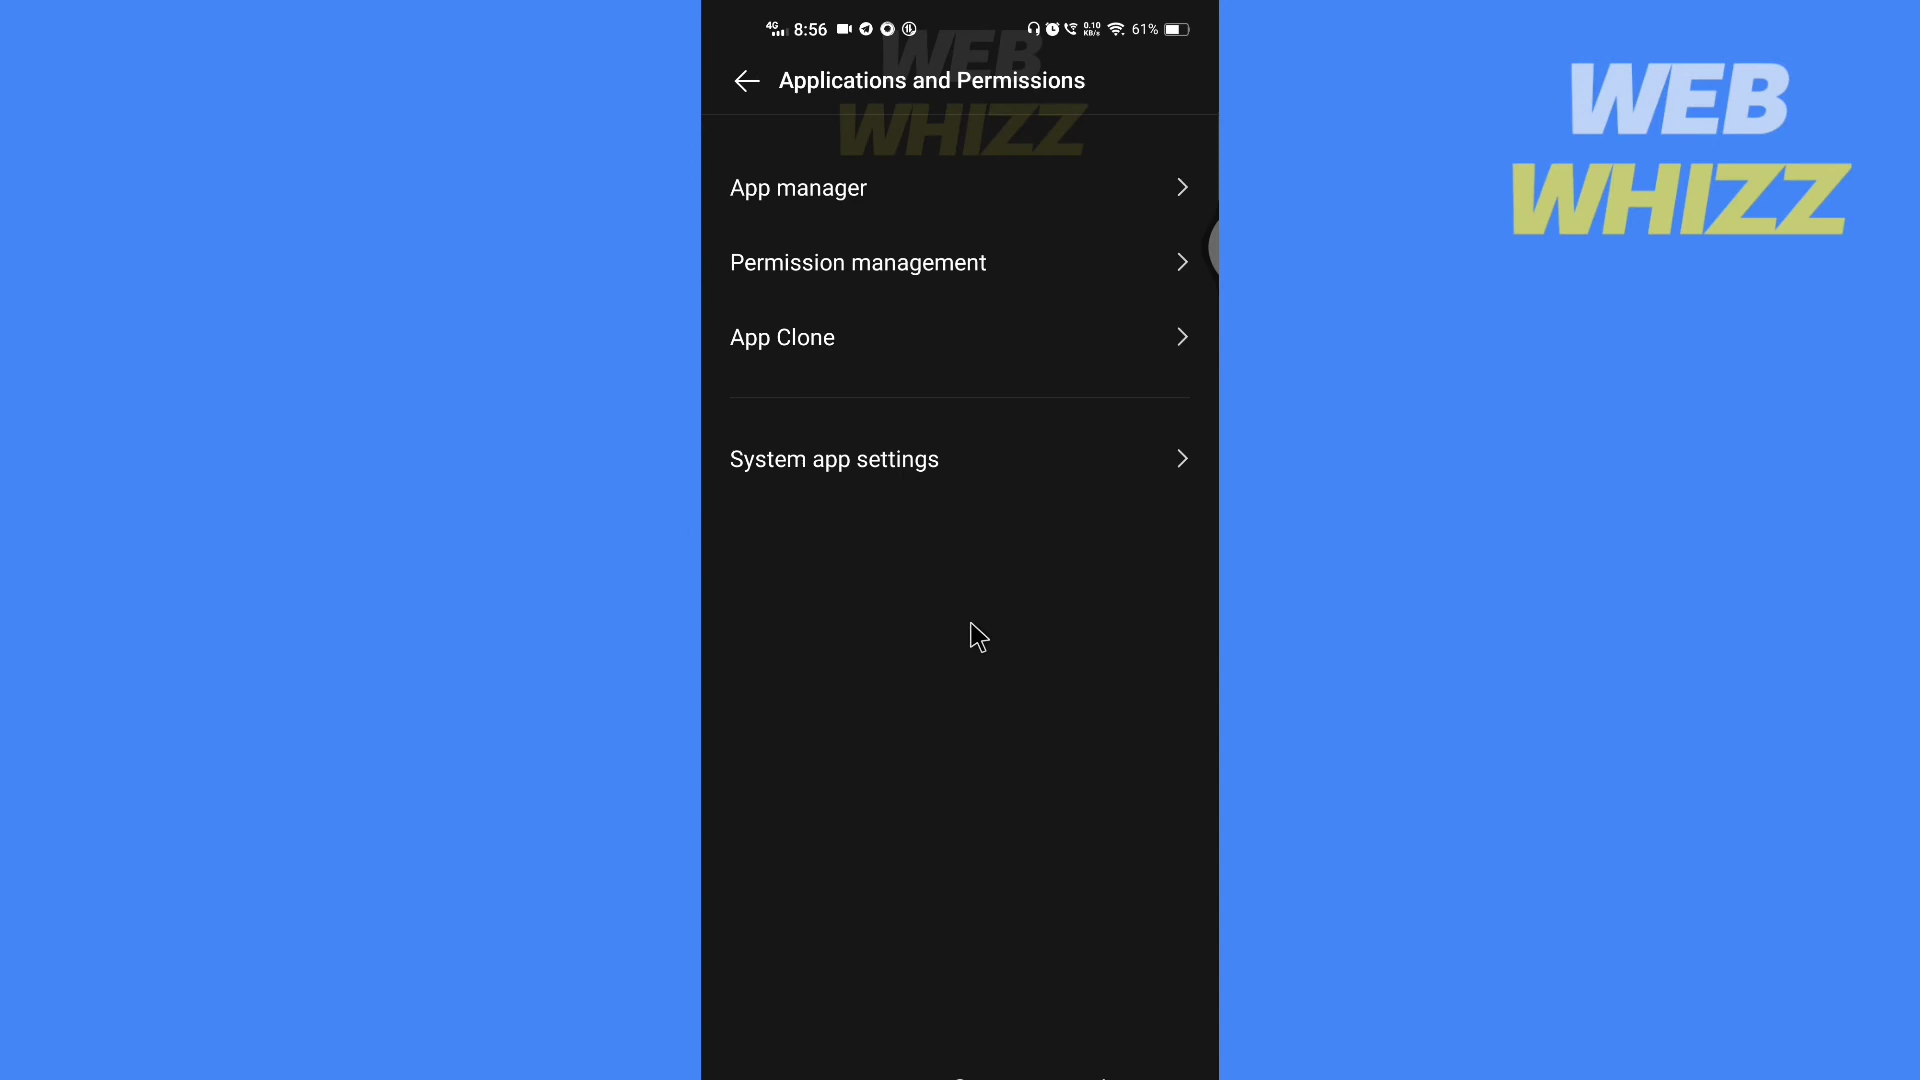 4G 8:56 0.10 KB/s 61%
WEB
Applications and Permissions
WHIZZ
App manager
Permission management
App Clone
System app settings
WEB
WHIZZ